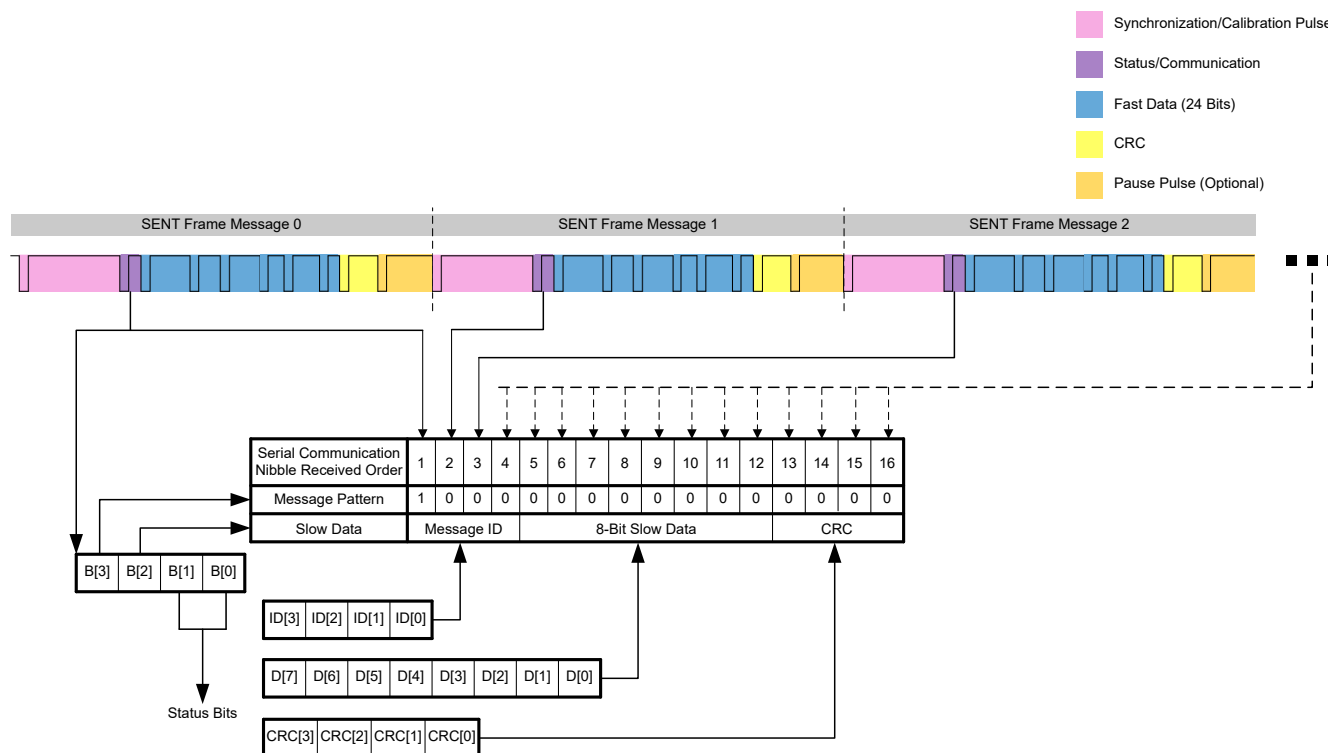 Synchronization/Calibration Pulse
Status/Communication
Fast Data (24 Bits)
CRC
Pause Pulse (Optional)
SENT Frame Message 0 SENT Frame Message 1 SENT Frame Message 2
Serial Communication
Nibble Received Order 1 2 3 4 5 6 7 8 9 10 11 12 13 14 15 16
Message Pattern 1 0 0 0 0 0 0 0 0 0 0 0 0 0 0 0
Slow Data Message ID 8-Bit Slow Data CRC
B[3] B[2] B[1] B[0]
ID[3] ID[2] ID[1] ID[0]
D[7] D[6] D[5] D[4] D[3] D[2] D[1] D[0]
Status Bits
CRC[3] CRC[2] CRC[1] CRC[0]